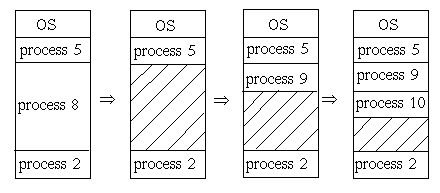 OS
process 5
process 8
process 2
⇒
OS
process 5
process 2
⇒
OS
process 5
process 9
process 2
⇒
OS
process 5
process 9
process 10
process 2